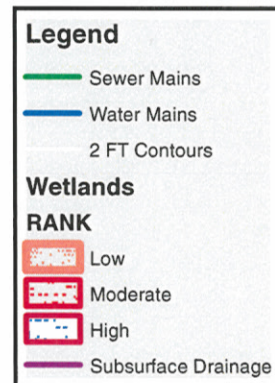 Legend
Sewer Mains
Water Mains
2 FT Contours
Wetlands
RANK
Low
Moderate
High
Subsurface Drainage